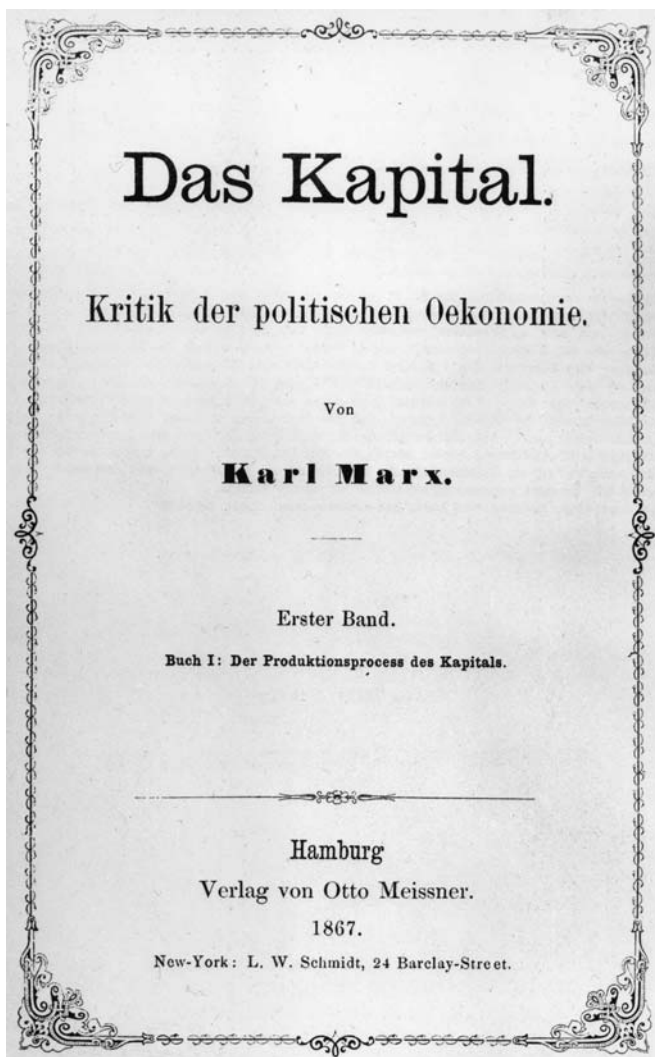 Das Kapital.
Kritik der politischen Oekonomie.
Von
Karl Marx.
Erster Band.
Buch I: Der Produktionsprocess des Kapitals.
Hamburg
Verlag von Otto Meissner.
1867.
New-York: L. W. Schmidt, 24 Barclay-Street.